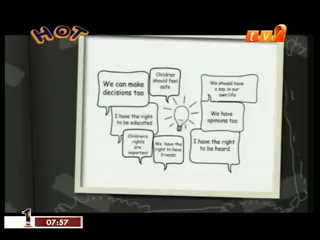 HOT
tv
We can make
decisions too
Children
should feel
safe
We should have
a say in our
own life
I have the right
to be educated
We have
opinions too
Children's
rights
are
important
We have the
right to have
friends
I have the right
to be heard
1
07:57